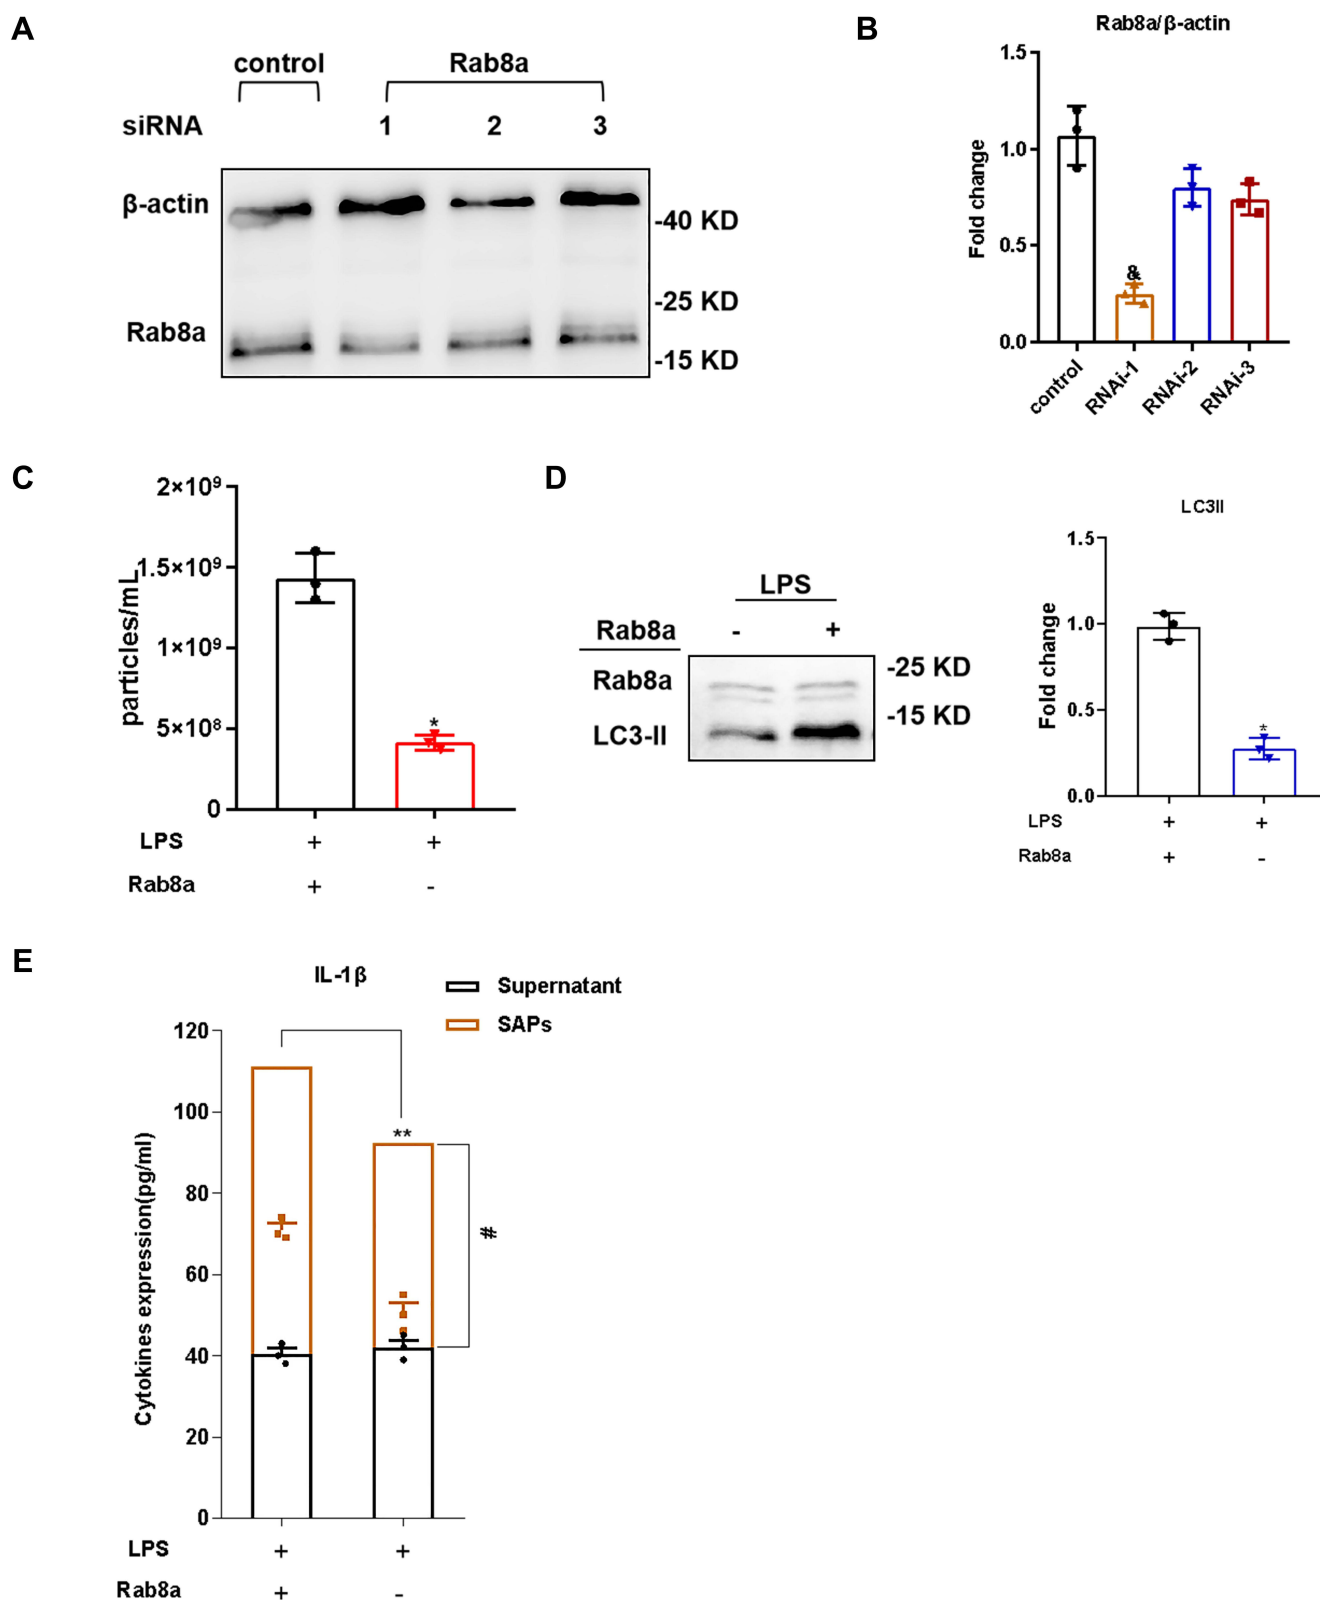 A
control Rab8a
siRNA 1 2 3
β-actin
Rab8a
-40 KD
-25 KD
-15 KD
B
Rab8a/β-actin
Fold change
1.5
1.0
0.5
0.0
&
control RNAi-1 RNAi-2 RNAi-3
C
particles/mL
2×10⁹
1.5×10⁹
1×10⁹
5×10⁸
0
*
LPS + +
Rab8a + -
D
LPS
Rab8a - +
Rab8a
LC3-II
-25 KD
-15 KD
LC3II
Fold change
1.5
1.0
0.5
0.0
*
LPS + +
Rab8a + -
E
IL-1β
Supernatant
SAPs
Cytokines expression(pg/ml)
120
100
80
60
40
20
0
**
#
LPS + +
Rab8a + -